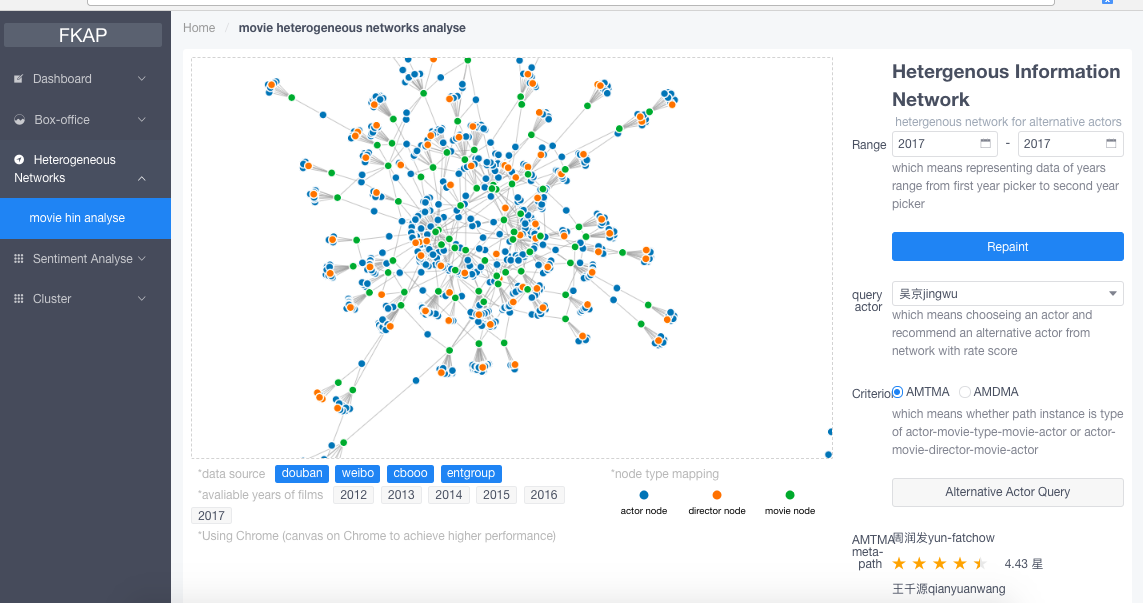 FKAP
Home / movie heterogeneous networks analyse
Dashboard
Box-office
Heterogeneous
Networks
movie hin analyse
Sentiment Analyse
Cluster
*data source douban weibo cbooo entgroup
*avaliable years of films 2012 2013 2014 2015 2016
2017
*Using Chrome (canvas on Chrome to achieve higher performance)
*node type mapping
actor node director node movie node
Hetergenous Information
Network
hetergenous network for alternative actors
Range 2017 - 2017
which means representing data of years
range from first year picker to second year
picker
Repaint
query
actor
吴京jingwu
which means chooseing an actor and
recommend an alternative actor from
network with rate score
Criterion AMTMA AMDMA
which means whether path instance is type
of actor-movie-type-movie-actor or actor-
movie-director-movie-actor
Alternative Actor Query
AMTMA
meta-
path
周润发yun-fatchow
4.43 星
王千源qianyuanwang